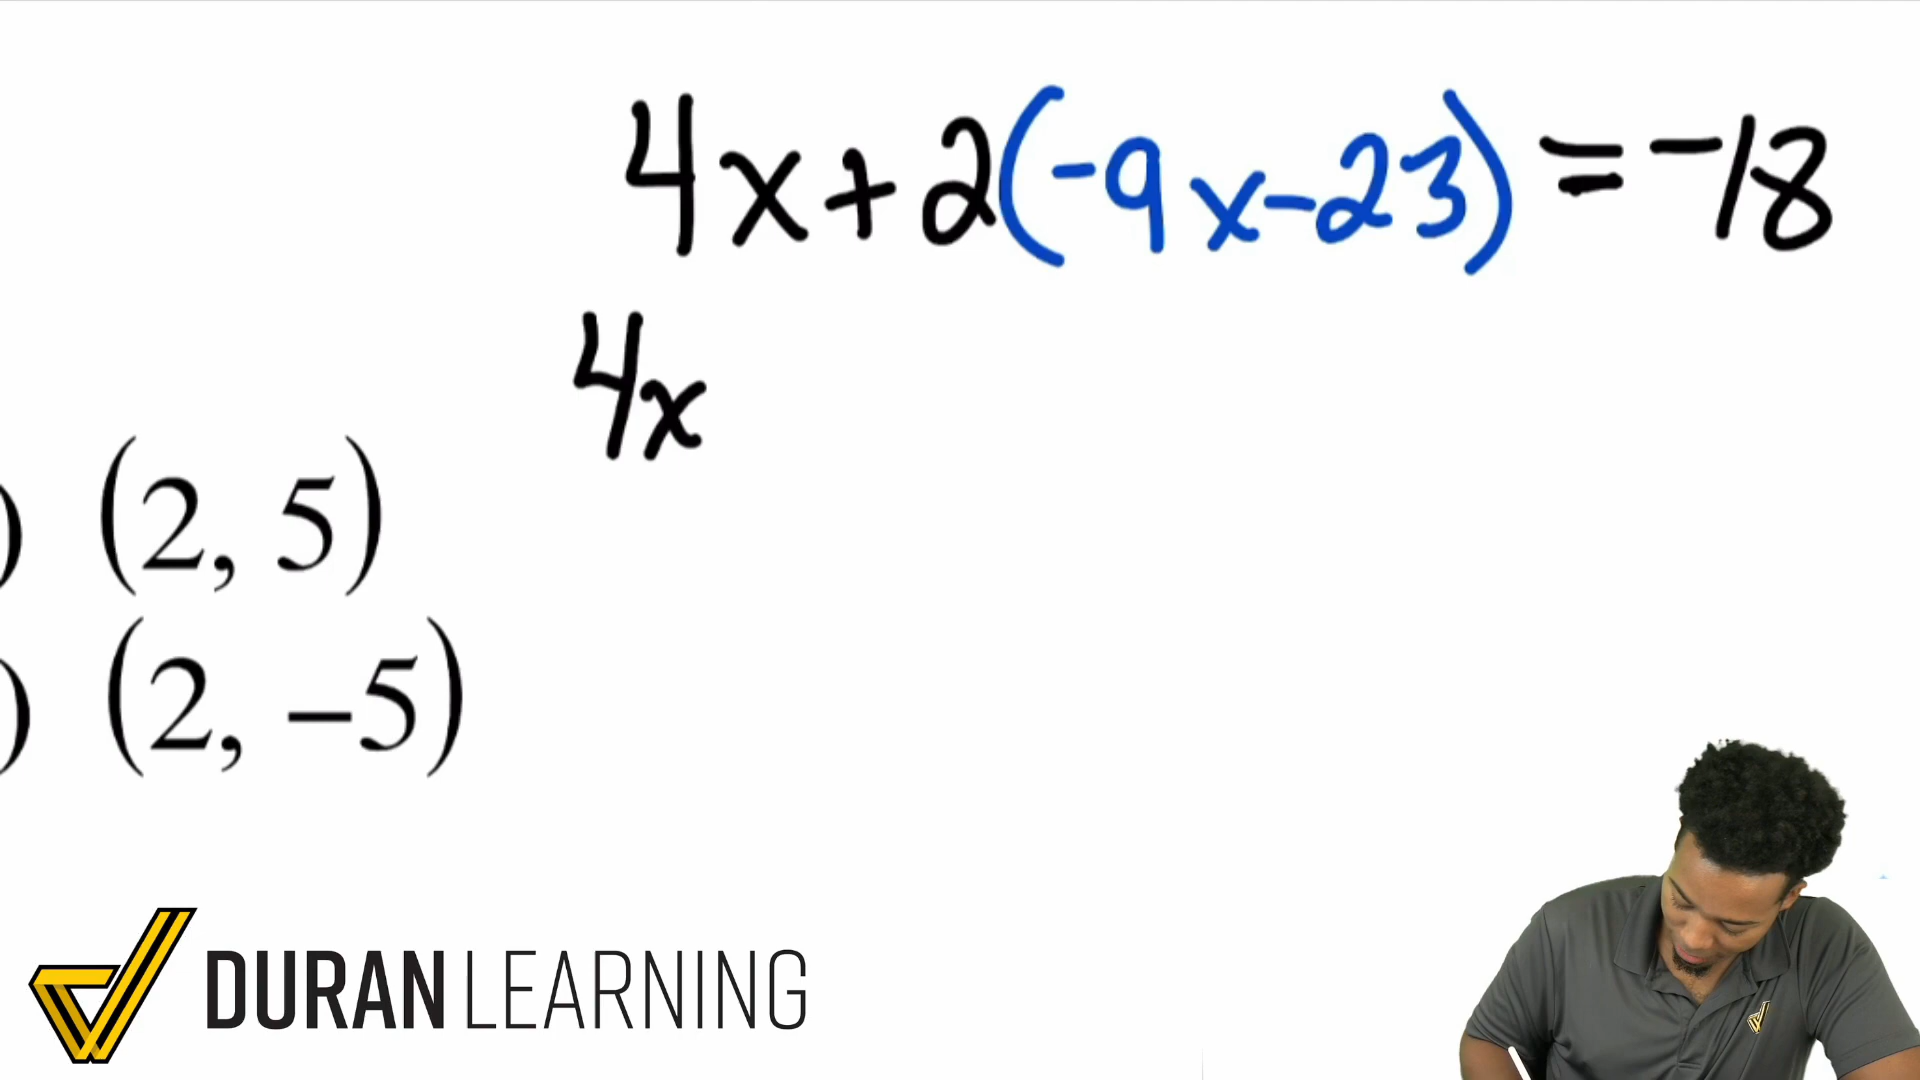 4x+2(-9x-23)=-18
4x
) (2, 5)
) (2, –5)
DURAN LEARNING